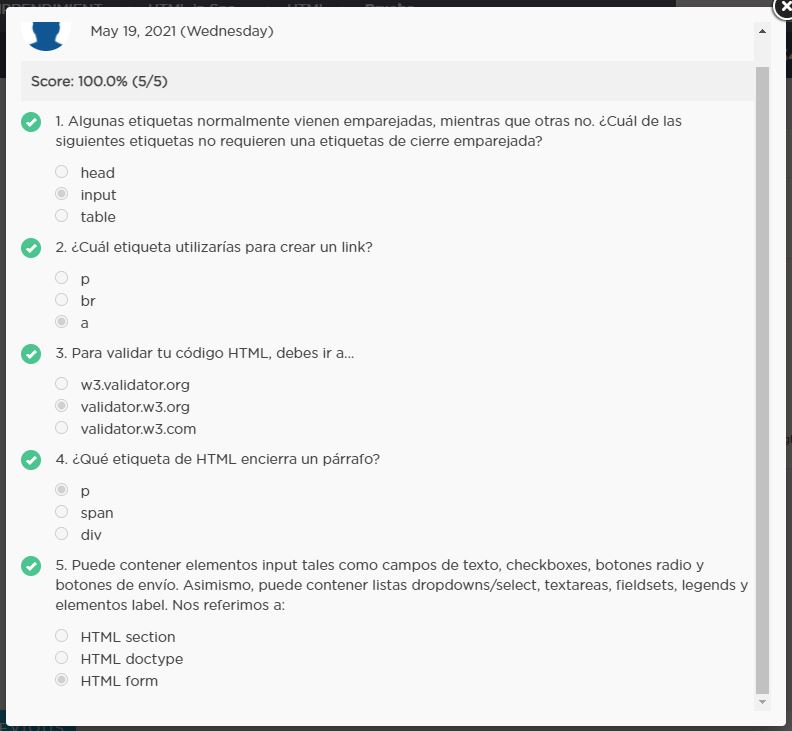 May 19, 2021 (Wednesday)
Score: 100.0% (5/5)
1. Algunas etiquetas normalmente vienen emparejadas, mientras que otras no. ¿Cuál de las
siguientes etiquetas no requieren una etiquetas de cierre emparejada?
head
input
table
2. ¿Cuál etiqueta utilizarías para crear un link?
p
br
a
3. Para validar tu código HTML, debes ir a...
w3.validator.org
validator.w3.org
validator.w3.com
4. ¿Qué etiqueta de HTML encierra un párrafo?
p
span
div
5. Puede contener elementos input tales como campos de texto, checkboxes, botones radio y
botones de envío. Asimismo, puede contener listas dropdowns/select, textareas, fieldsets, legends y
elementos label. Nos referimos a:
HTML section
HTML doctype
HTML form